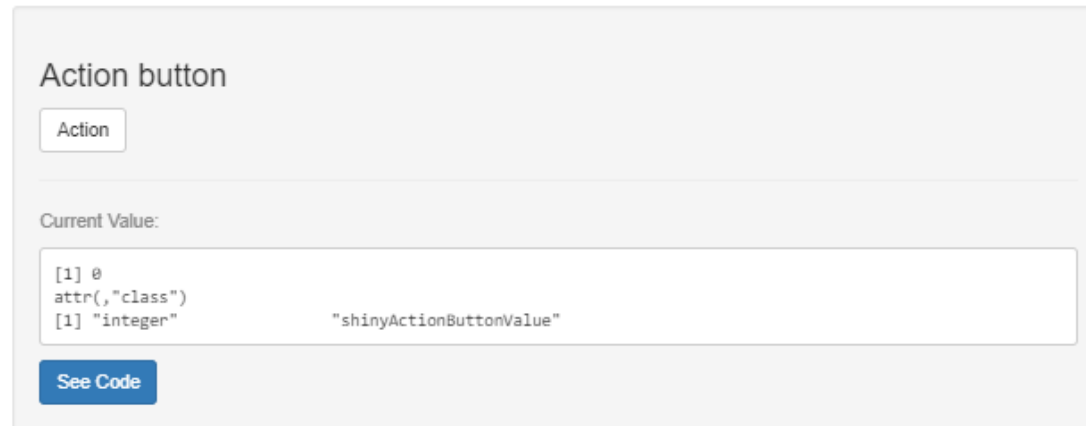 Action button
Action
Current Value:
[1] 0
attr(,"class")
[1] "integer"                   "shinyActionButtonValue"
See Code